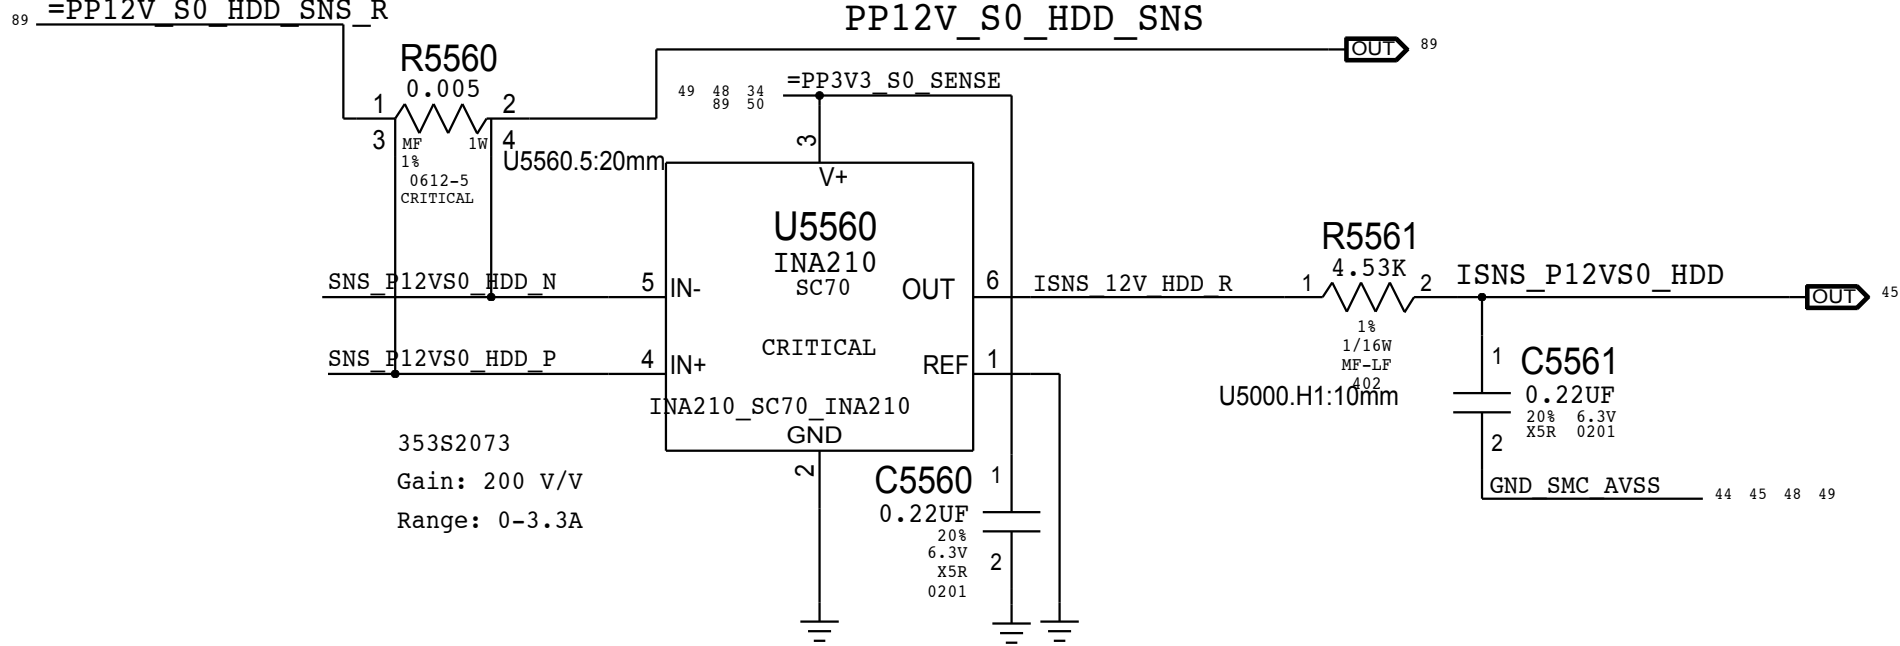 89 =PP12V_S0_HDD_SNS_R
PP12V_S0_HDD_SNS
OUT 89
R5560
0.005
1 2
3 4
MF 1W
1%
0612-5
CRITICAL
U5560.5:20mm
=PP3V3_S0_SENSE
49 48 34
89 50
3
V+
U5560
INA210
SC70
CRITICAL
INA210_SC70_INA210
GND
2
SNS_P12VS0_HDD_N 5 IN-
SNS_P12VS0_HDD_P 4 IN+
OUT 6 ISNS_12V_HDD_R
REF 1
353S2073
Gain: 200 V/V
Range: 0-3.3A
C5560 1
0.22UF
20%
6.3V 2
X5R
0201
R5561
1 4.53K 2
1%
1/16W
MF-LF
402
U5000.H1:10mm
ISNS_P12VS0_HDD
OUT 45
1
C5561
0.22UF
20% 6.3V
X5R 0201
2
GND_SMC_AVSS 44 45 48 49